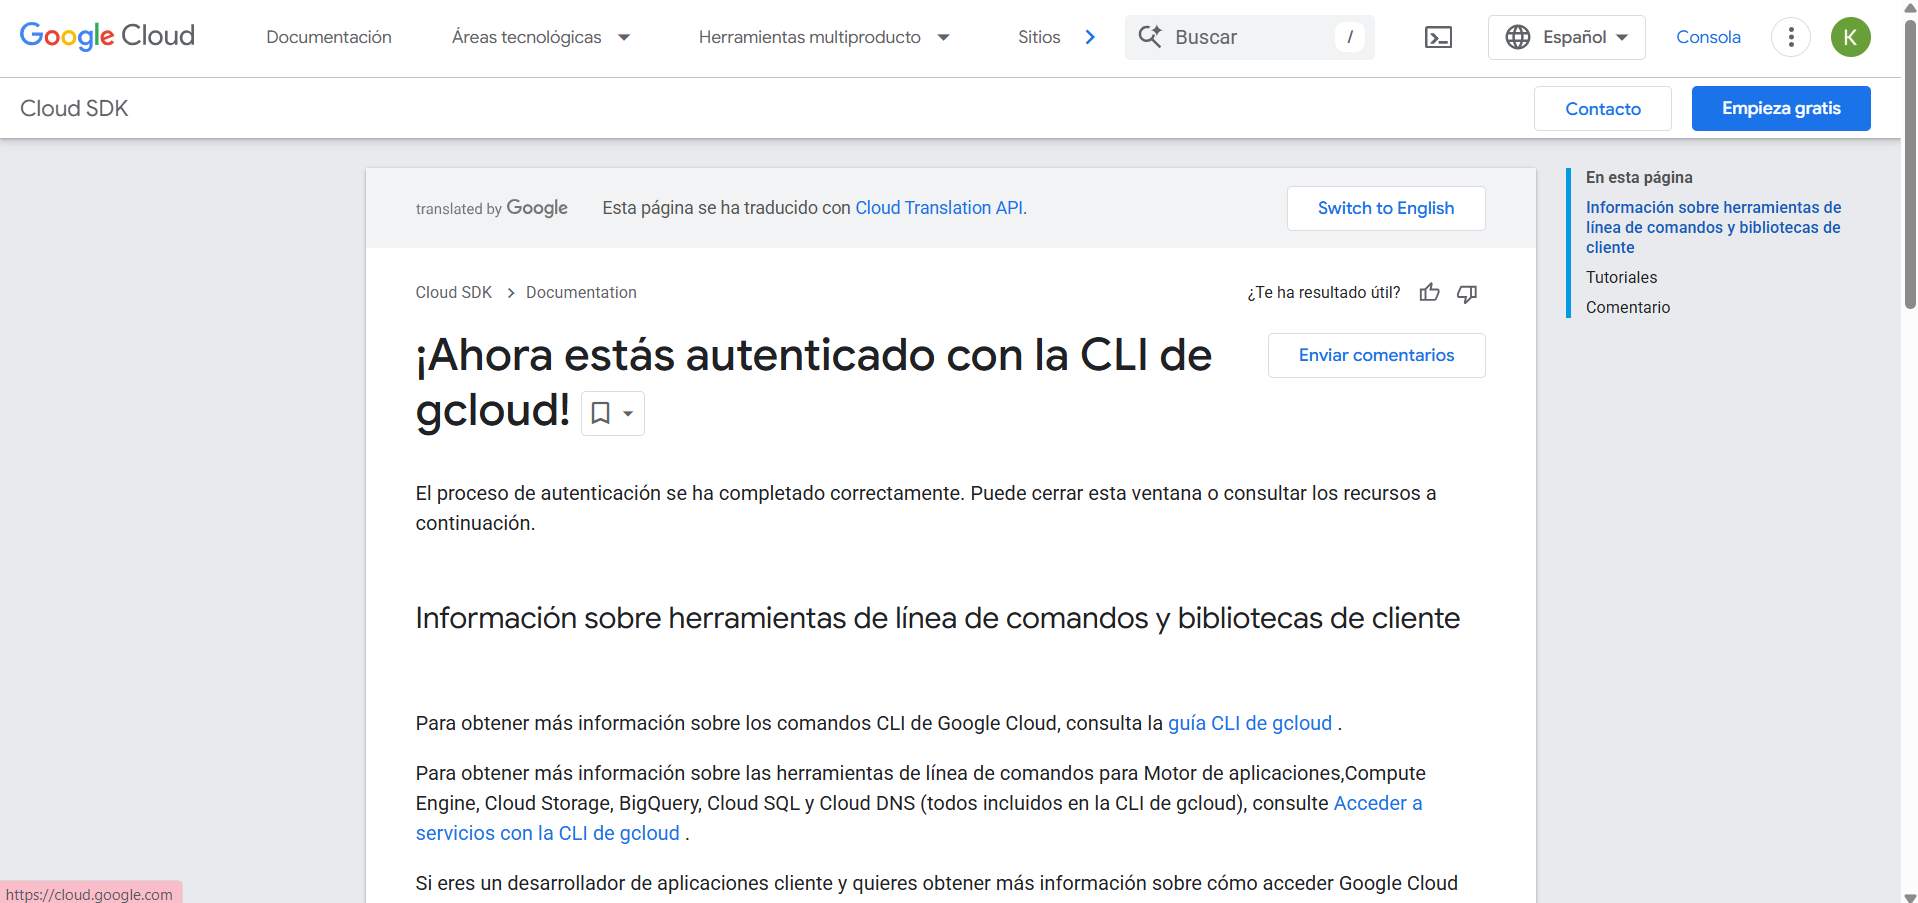 Google Cloud
Documentación
Áreas tecnológicas
Herramientas multiproducto
Sitios
Buscar
/
Español
Consola
K
Cloud SDK
Contacto
Empieza gratis
translated by Google
Esta página se ha traducido con Cloud Translation API.
Switch to English
Cloud SDK
Documentation
¿Te ha resultado útil?
¡Ahora estás autenticado con la CLI de
gcloud!
Enviar comentarios
El proceso de autenticación se ha completado correctamente. Puede cerrar esta ventana o consultar los recursos a
continuación.
Información sobre herramientas de línea de comandos y bibliotecas de cliente
Para obtener más información sobre los comandos CLI de Google Cloud, consulta la guía CLI de gcloud .
Para obtener más información sobre las herramientas de línea de comandos para Motor de aplicaciones,Compute
Engine, Cloud Storage, BigQuery, Cloud SQL y Cloud DNS (todos incluidos en la CLI de gcloud), consulte Acceder a
servicios con la CLI de gcloud .
Si eres un desarrollador de aplicaciones cliente y quieres obtener más información sobre cómo acceder Google Cloud
En esta página
Información sobre herramientas de
línea de comandos y bibliotecas de
cliente
Tutoriales
Comentario
https://cloud.google.com